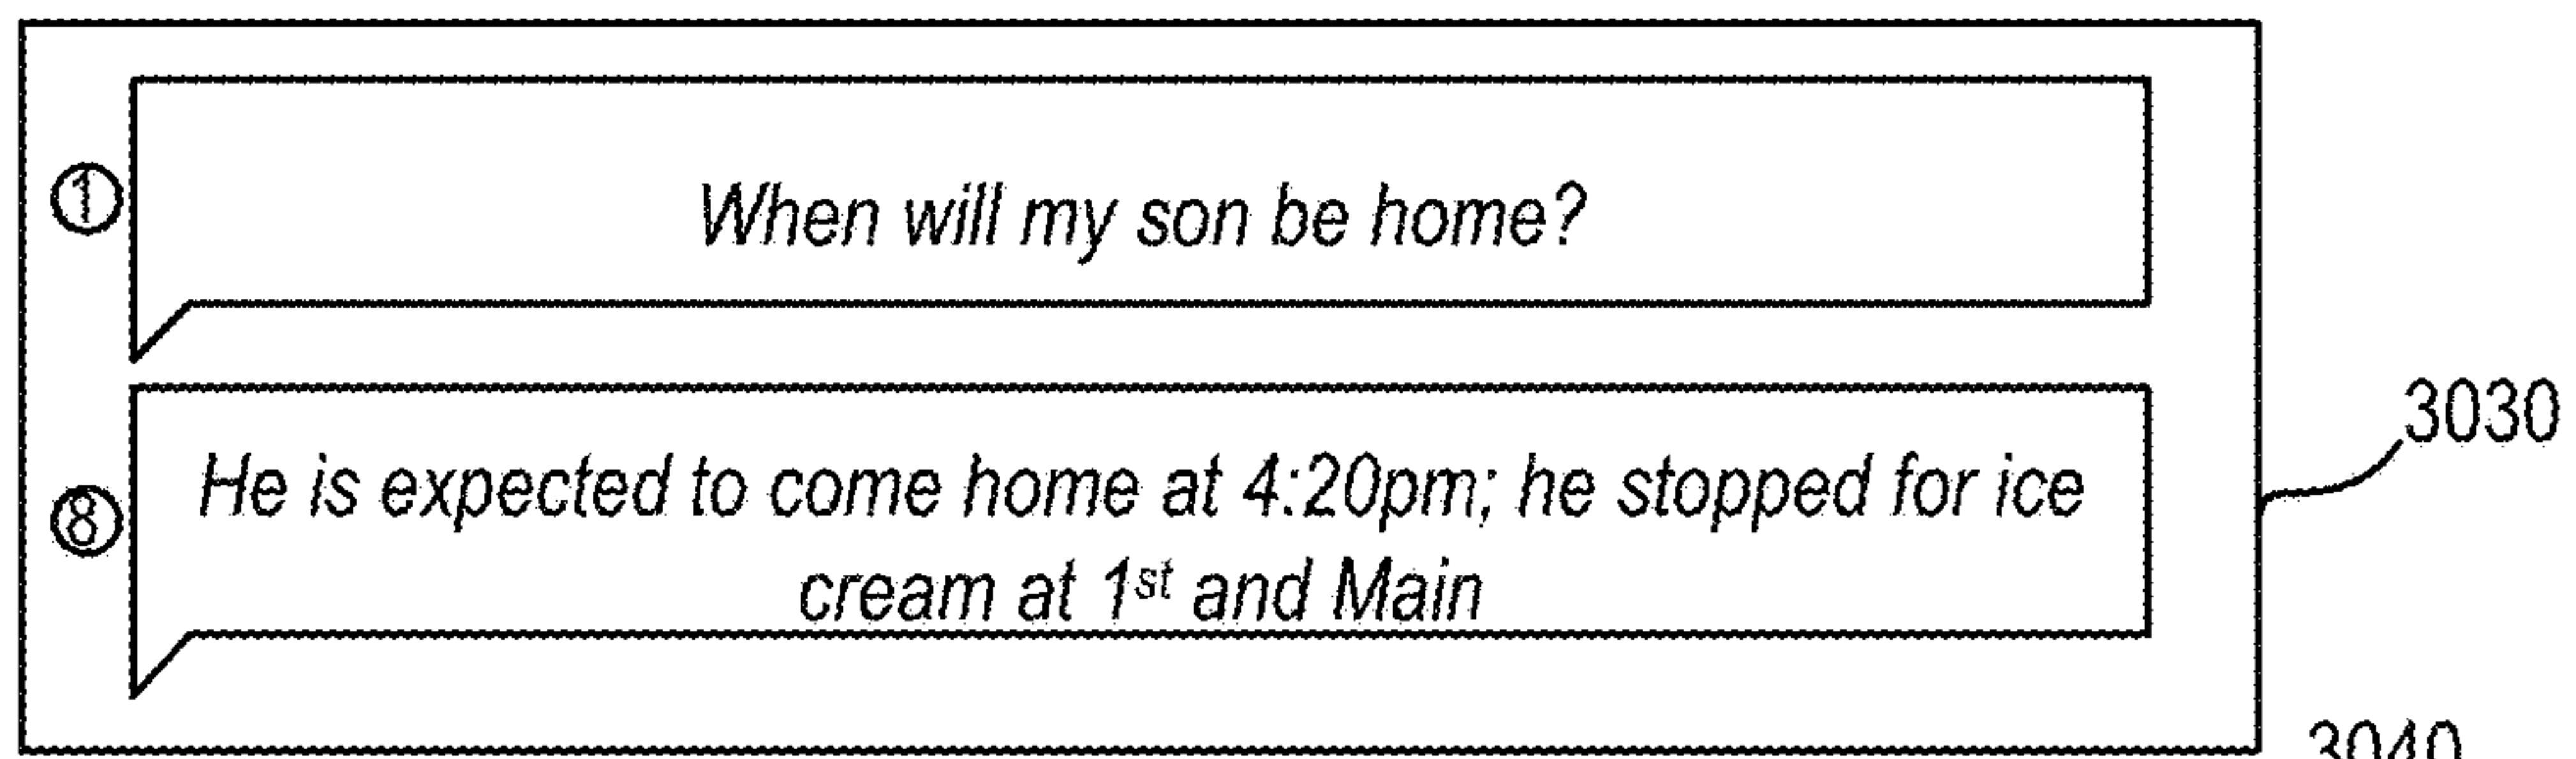 ① When will my son be home?
⑧ He is expected to come home at 4:20pm; he stopped for ice
cream at 1st and Main
3030
3040